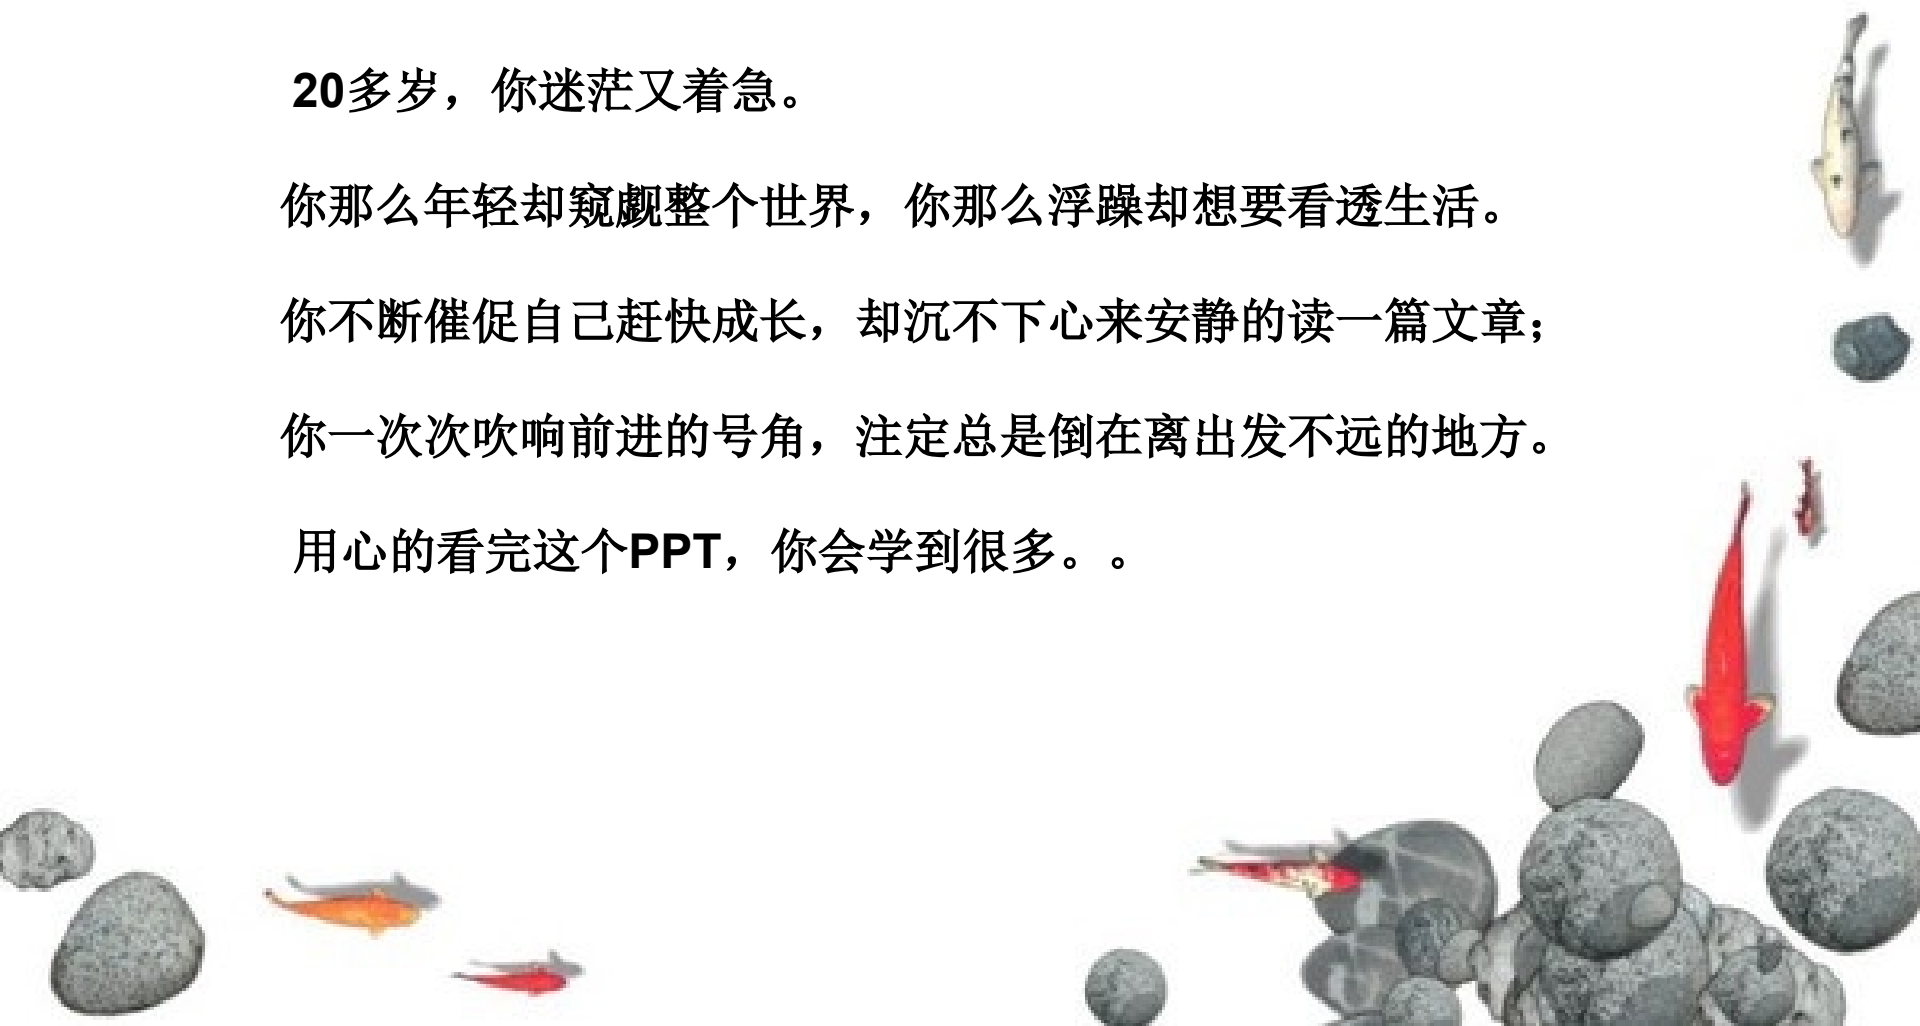 20多岁，你迷茫又着急。
你那么年轻却窥觑整个世界，你那么浮躁却想要看透生活。
你不断催促自己赶快成长，却沉不下心来安静的读一篇文章；
你一次次吹响前进的号角，注定总是倒在离出发不远的地方。
用心的看完这个PPT，你会学到很多。。